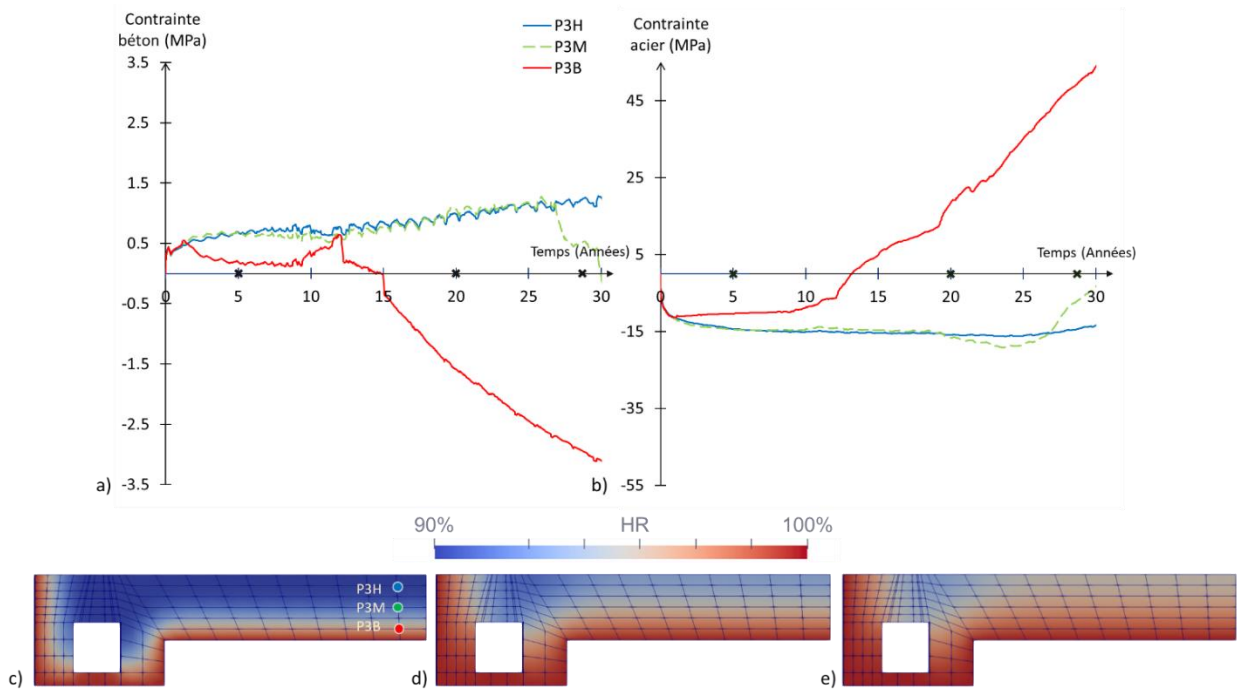 Contrainte
béton (MPa)
P3H
P3M
P3B
3.5
2.5
1.5
0.5
-0.5
-1.5
-2.5
-3.5
Temps (Années)
0 5 10 15 20 25 30
a)
Contrainte
acier (MPa)
45
25
5
-15
-35
-55
Temps (Années)
0 5 10 15 20 25 30
b)
90% HR 100%
P3H
P3M
P3B
c)
d)
e)